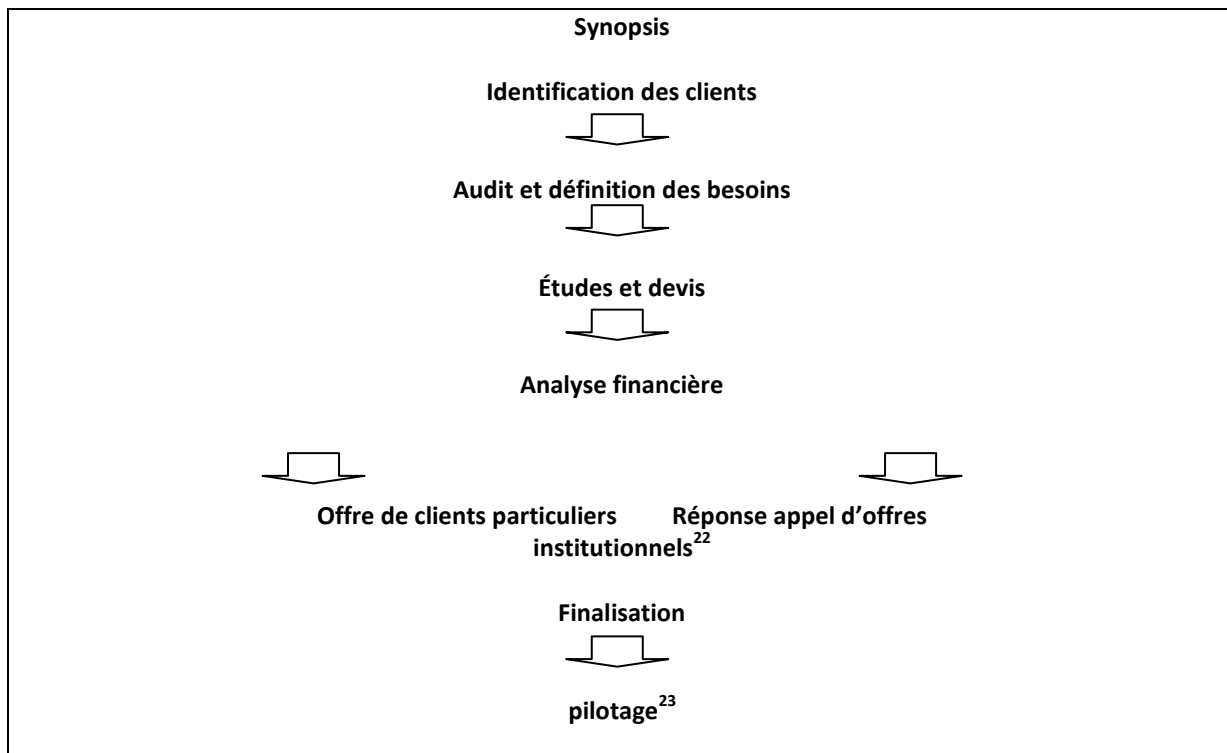 Synopsis
Identification des clients
Audit et définition des besoins
Études et devis
Analyse financière
Offre de clients particuliers Réponse appel d’offres
institutionnels22
Finalisation
pilotage23